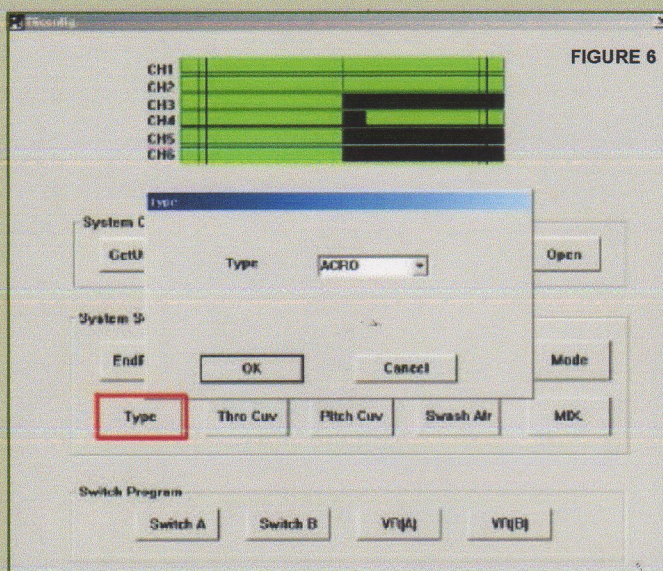 T6config
FIGURE 6
CH1
CH2
CH3
CH4
CH5
CH6
Type
System
Type ACRO
Open
OK Cancel
System
Mode
Type Thro Cuv Pitch Cuv Swash Afr MIX.
Switch Program
Switch A Switch B VR(A) VR(B)